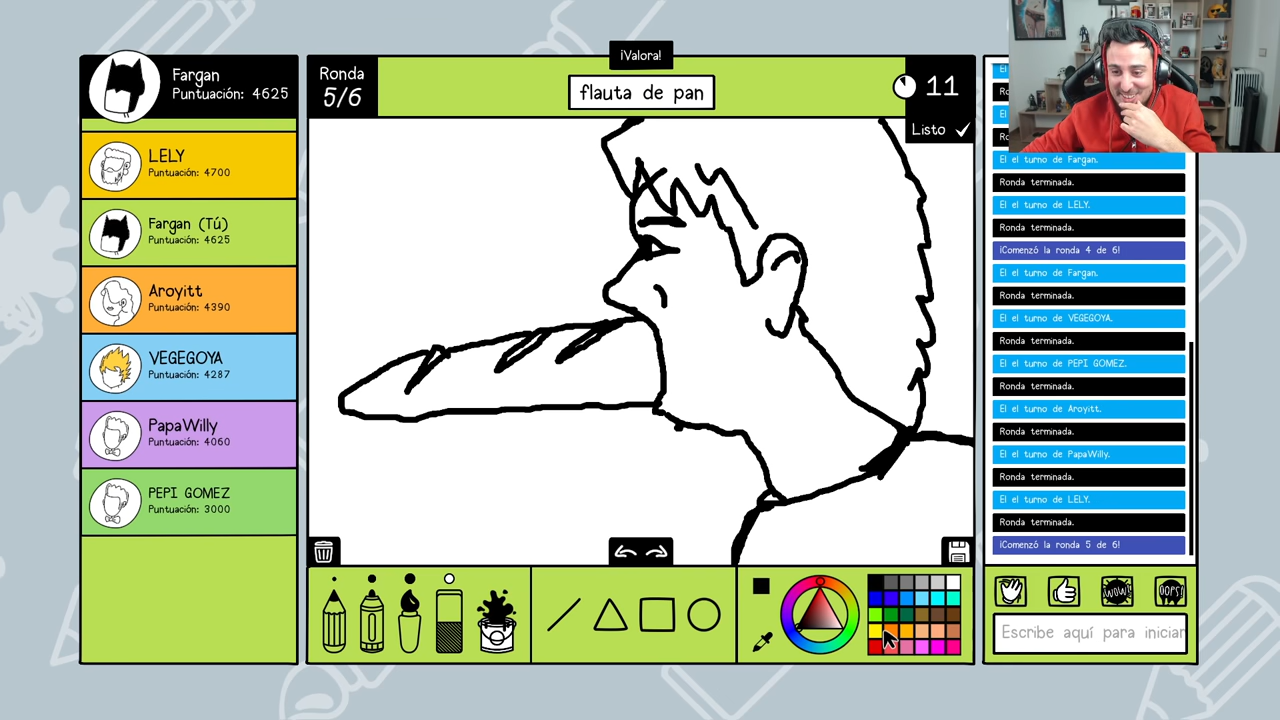 Fargan
Puntuación: 4625
LELY
Puntuación: 4700
Fargan (Tú)
Puntuación: 4625
Aroyitt
Puntuación: 4390
VEGEGOYA
Puntuación: 4287
PapaWilly
Puntuación: 4060
PEPI GOMEZ
Puntuación: 3000
Ronda
5/6
¡Valora!
flauta de pan
11
Listo
El
Ro
El
Ro
El el turno de Fargan.
Ronda terminada.
El el turno de LELY.
Ronda terminada.
¡Comenzó la ronda 4 de 6!
El el turno de Fargan.
Ronda terminada.
El el turno de VEGEGOYA.
Ronda terminada.
El el turno de PEPI GOMEZ.
Ronda terminada.
El el turno de Aroyitt.
Ronda terminada.
El el turno de PapaWilly.
Ronda terminada.
El el turno de LELY.
Ronda terminada.
¡Comenzó la ronda 5 de 6!
WOW!
OOPS!
Escribe aquí para iniciar